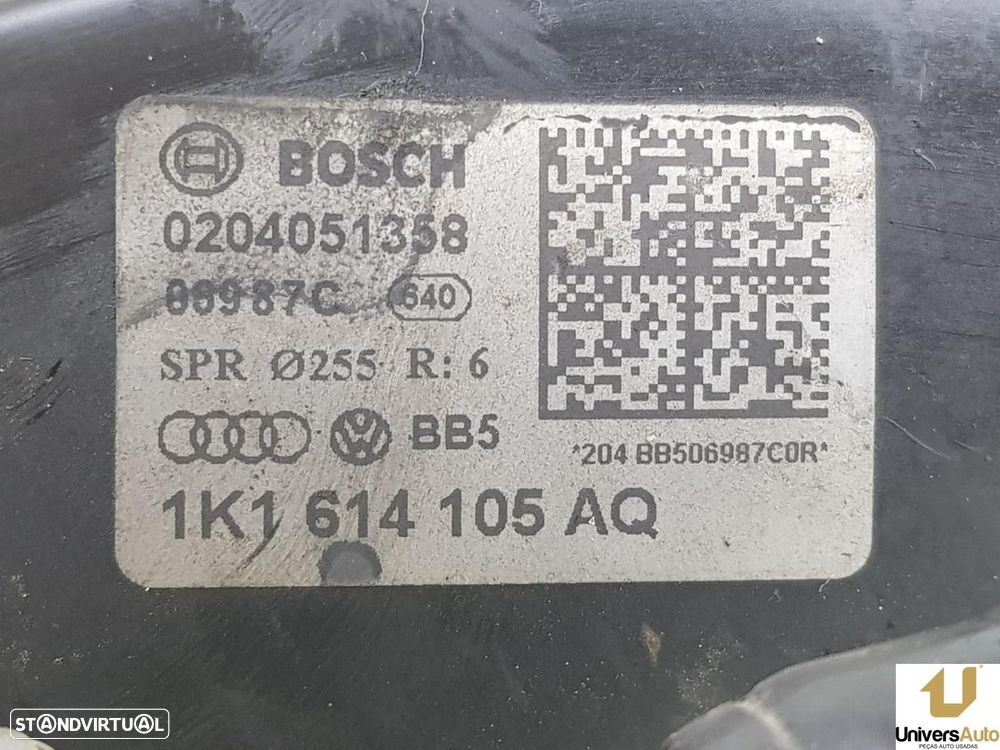 BOSCH
0204051358
06987C 640
SPR Ø255 R: 6
BB5
*204 BB506987C0R*
1K1 614 105 AQ
STANDVIRTUAL
UniversAuto
PEÇAS AUTO USADAS